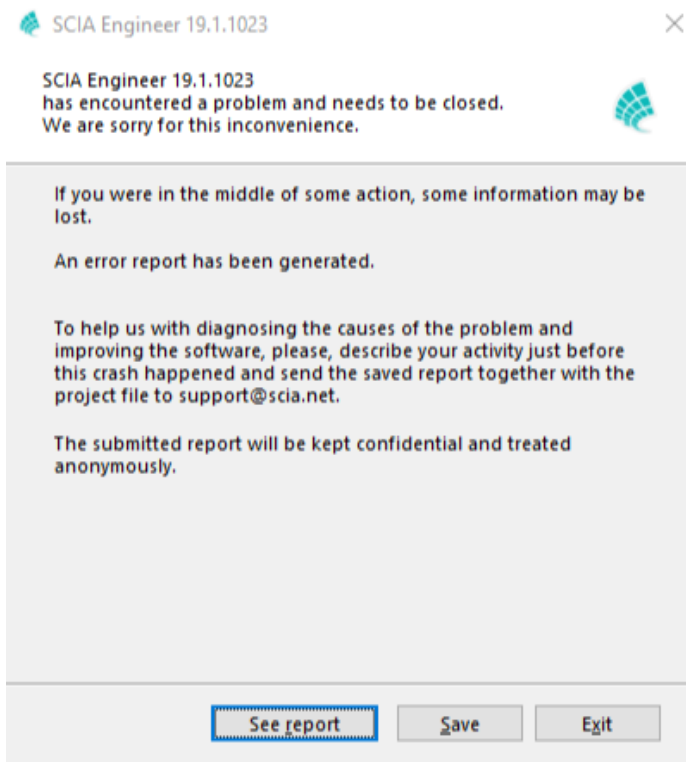 SCIA Engineer 19.1.1023
SCIA Engineer 19.1.1023
has encountered a problem and needs to be closed.
We are sorry for this inconvenience.
If you were in the middle of some action, some information may be
lost.
An error report has been generated.
To help us with diagnosing the causes of the problem and
improving the software, please, describe your activity just before
this crash happened and send the saved report together with the
project file to support@scia.net.
The submitted report will be kept confidential and treated
anonymously.
See report
Save
Exit